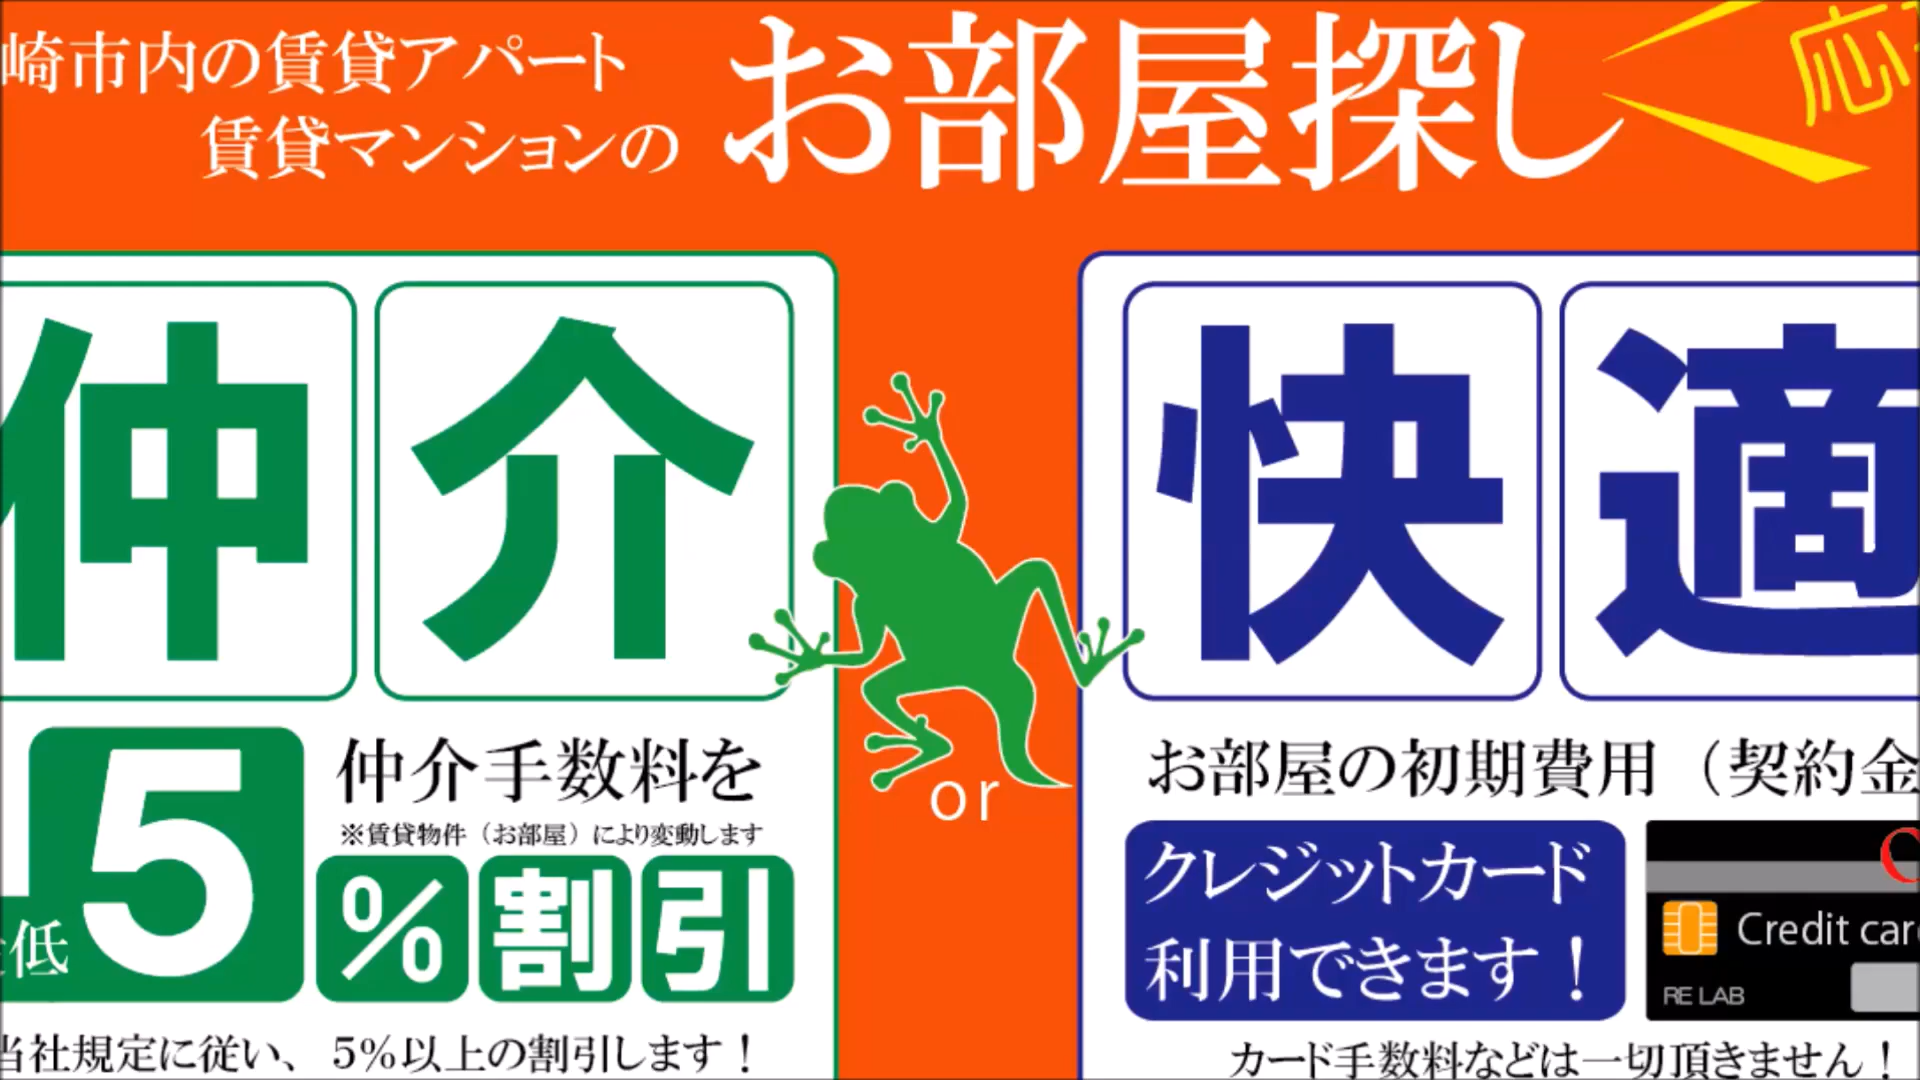 崎市内の賃貸アパート
賃貸マンションの
お部屋探し
応
仲介
快適
5
低
仲介手数料を
※賃貸物件（お部屋）により変動します
%割引
当社規定に従い、5%以上の割引します！
or
お部屋の初期費用（契約金
クレジットカード
利用できます！
Credit car
RE LAB
カード手数料などは一切頂きません！